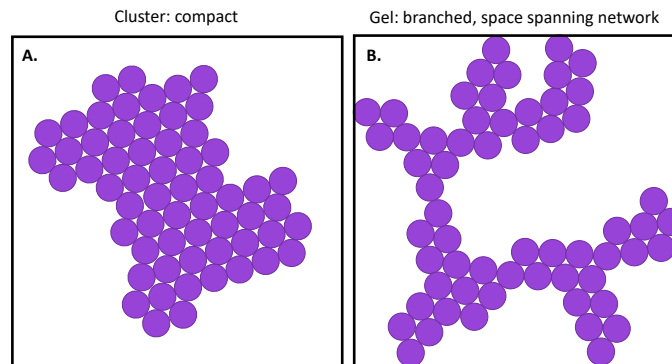 Cluster: compact
Gel: branched, space spanning network
A.
B.